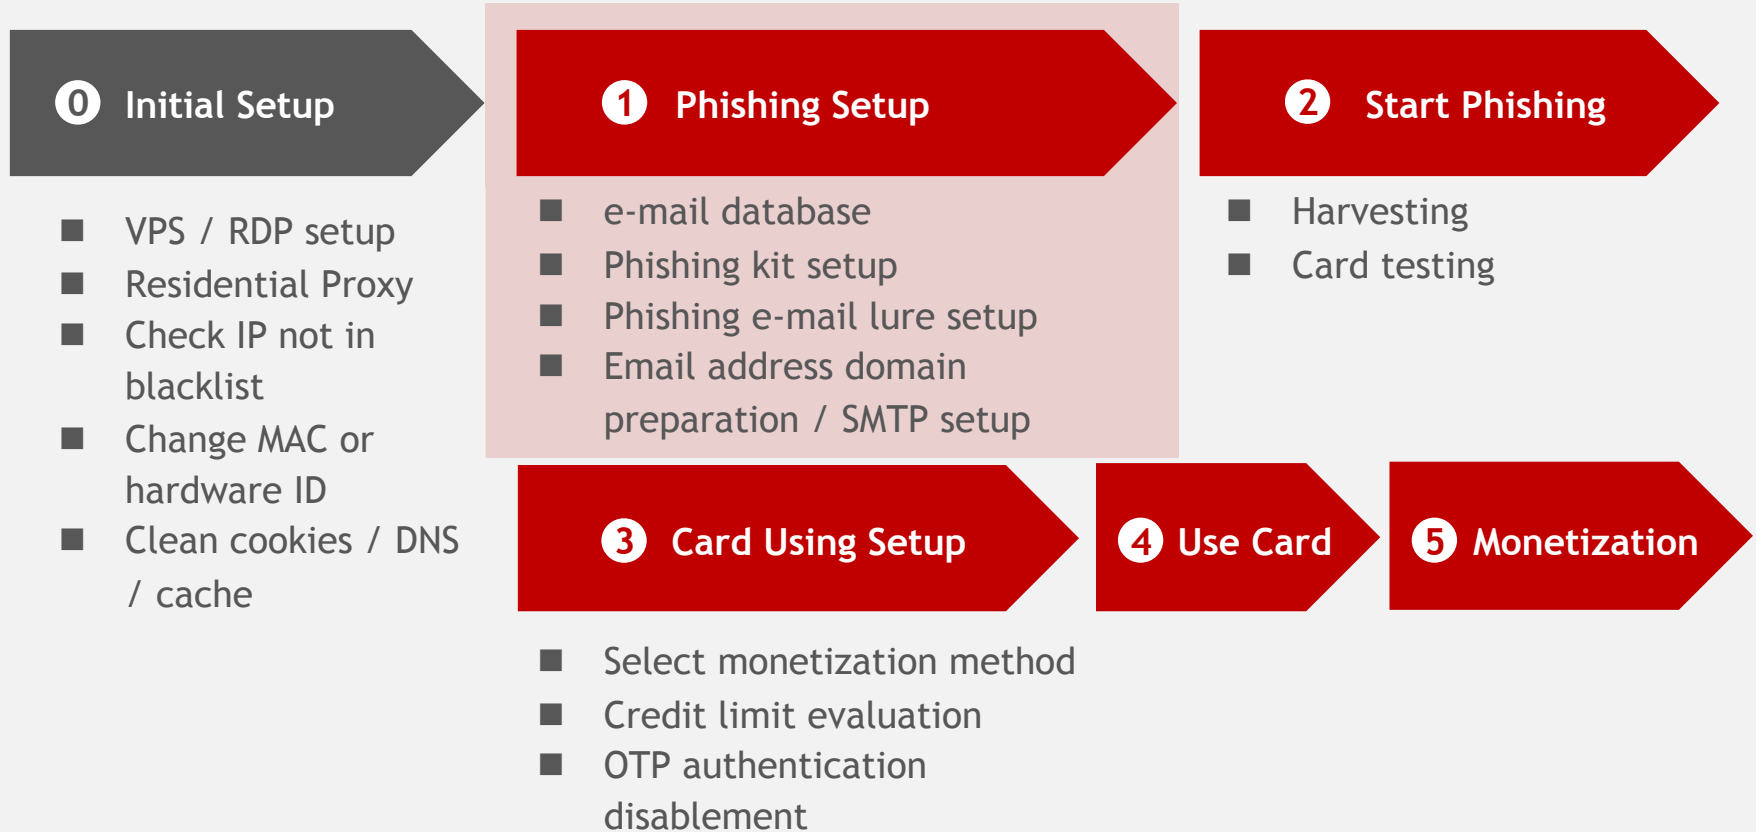 0 Initial Setup
VPS / RDP setup
Residential Proxy
Check IP not in
blacklist
Change MAC or
hardware ID
Clean cookies / DNS
/ cache
1 Phishing Setup
e-mail database
Phishing kit setup
Phishing e-mail lure setup
Email address domain
preparation / SMTP setup
2 Start Phishing
Harvesting
Card testing
3 Card Using Setup
Select monetization method
Credit limit evaluation
OTP authentication
disablement
4 Use Card
5 Monetization